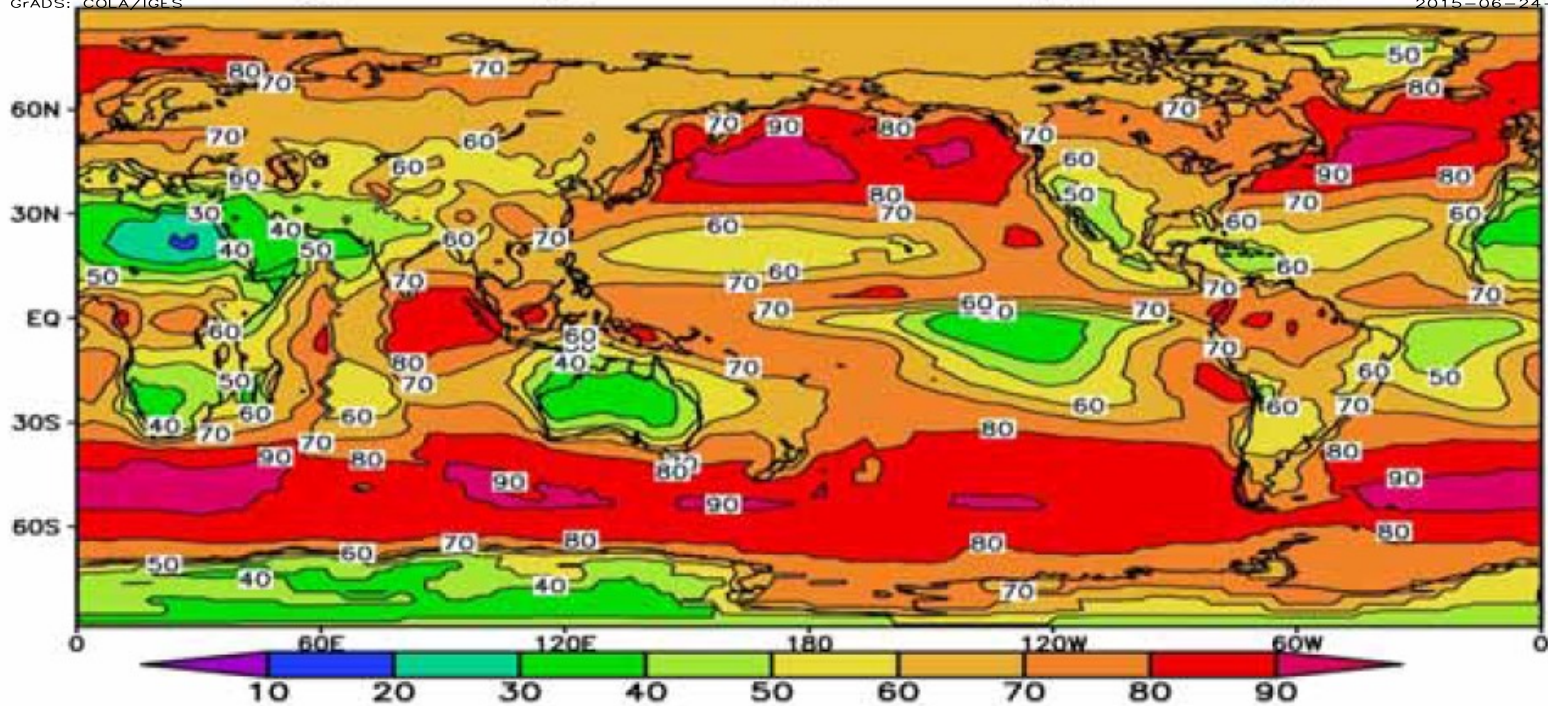 GrADS: COLA/IGES 2015-06-24-
80 70 70 50
80
60N 70 70 90 80 70 70
60 60 60
60 80 90 80
30N 30 50 70 70 60
40 60 70 60 60
40 50 60 60
50 70 70 70 70
EQ 60 70 60 70
60 70
40 80 70 60
50 70 60 50
60 60 60 60 70
30S 40 70 70 80
90 80 80 80
90 90 90
60S 80
50 60 70 80 80
40 40 70
0 60E 120E 180 120W 60W 0
10 20 30 40 50 60 70 80 90